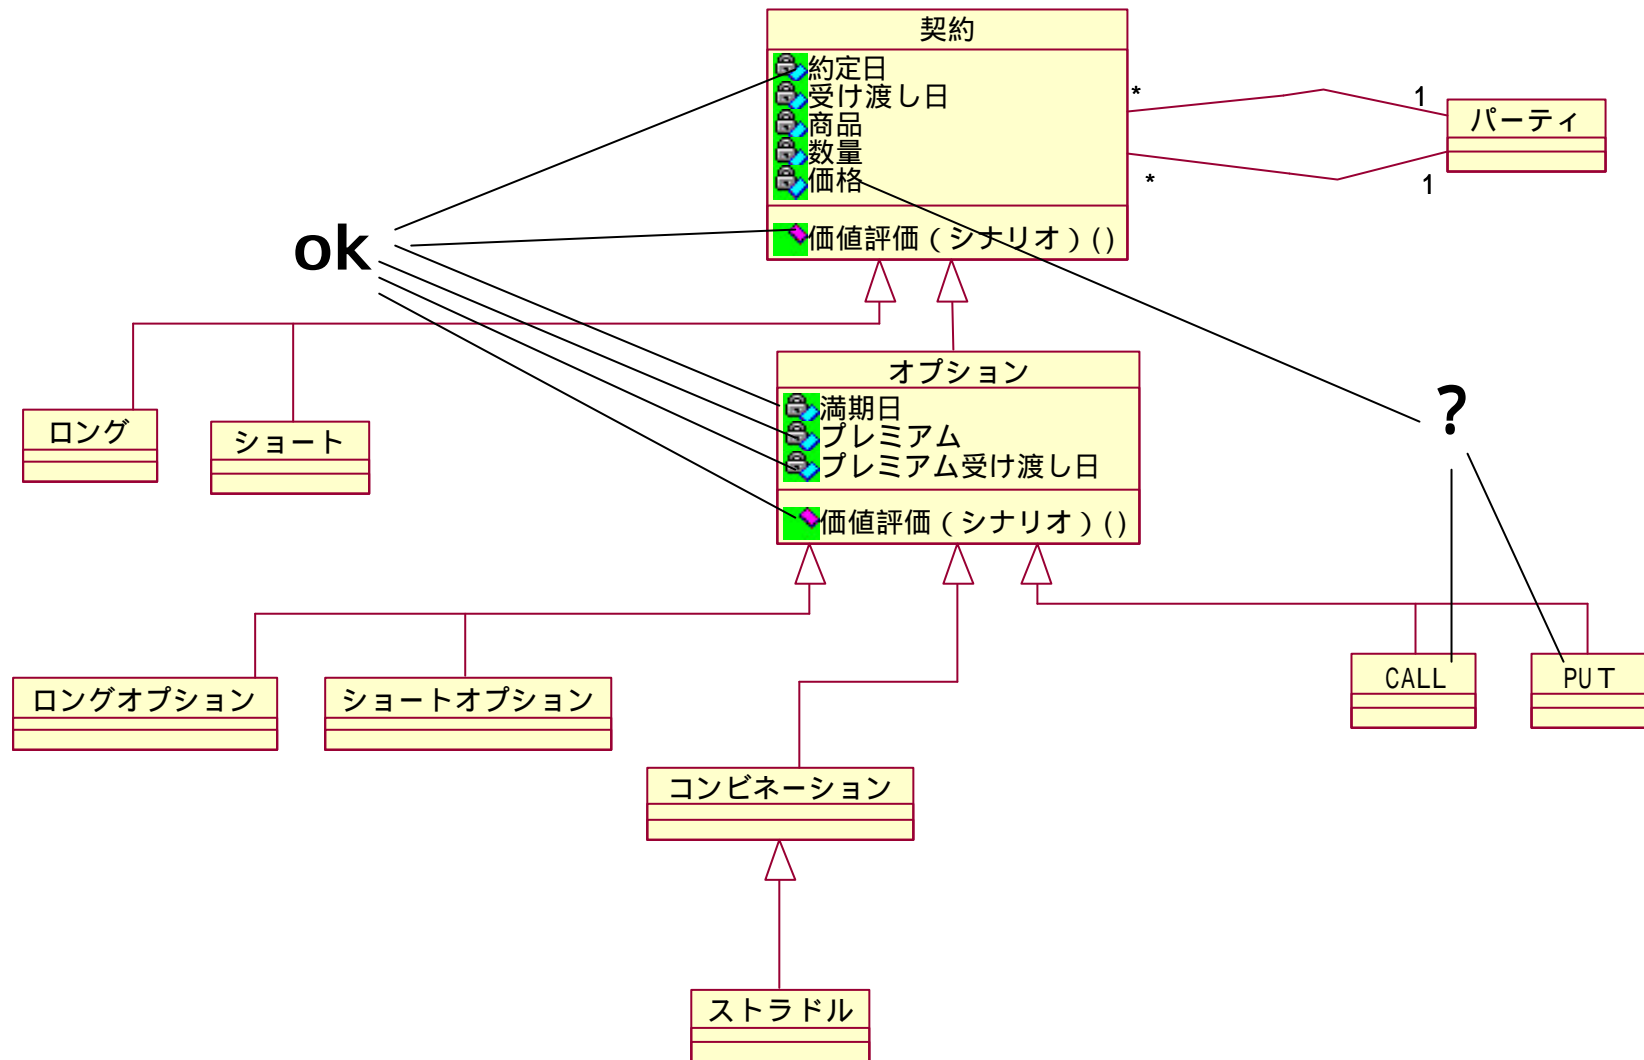 契約
約定日
受け渡し日
商品
数量
価格
価値評価（シナリオ）()
*
1
*
1
パーティ
ok
ロング
ショート
オプション
満期日
プレミアム
プレミアム受け渡し日
価値評価（シナリオ）()
?
ロングオプション
ショートオプション
CALL
PUT
コンビネーション
ストラドル